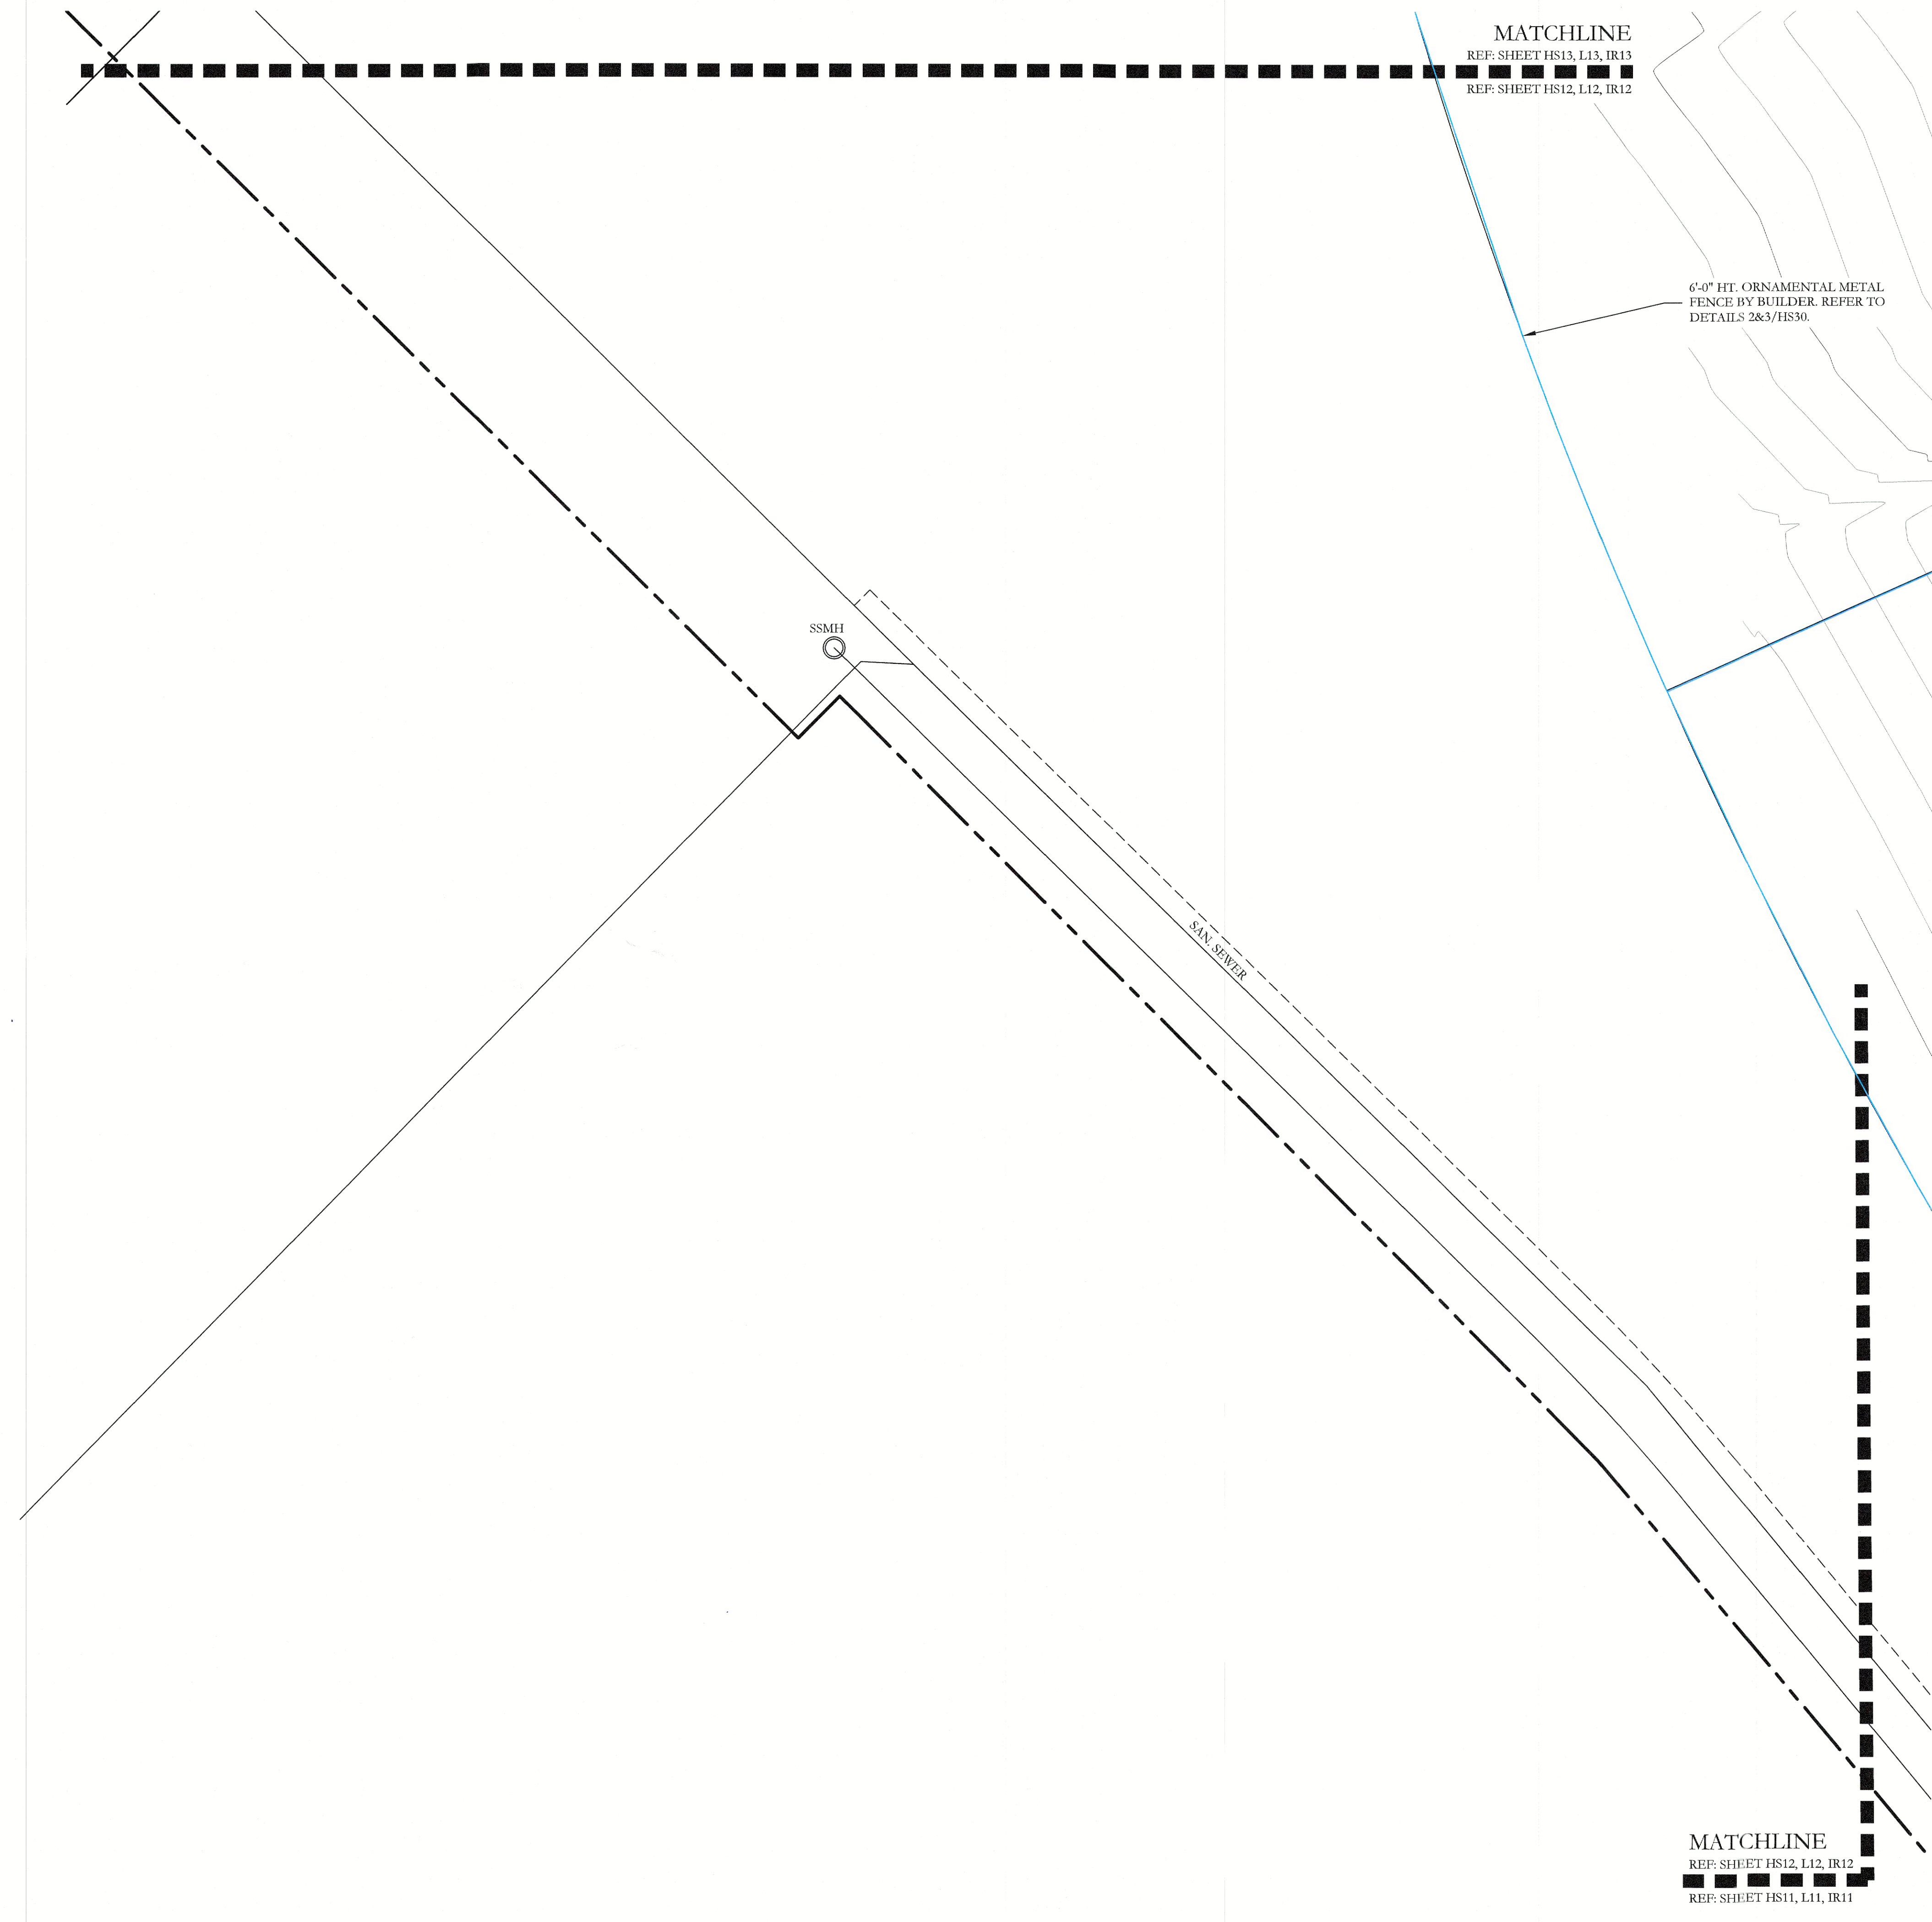 MATCHLINE
REF: SHEET HS13, L13, IR13
REF: SHEET HS12, L12, IR12
6'-0" HT. ORNAMENTAL METAL
FENCE BY BUILDER. REFER TO
DETAILS 2&3/HS30.
SSMH
SAN. SEWER
MATCHLINE
REF: SHEET HS12, L12, IR12
REF: SHEET HS11, L11, IR11